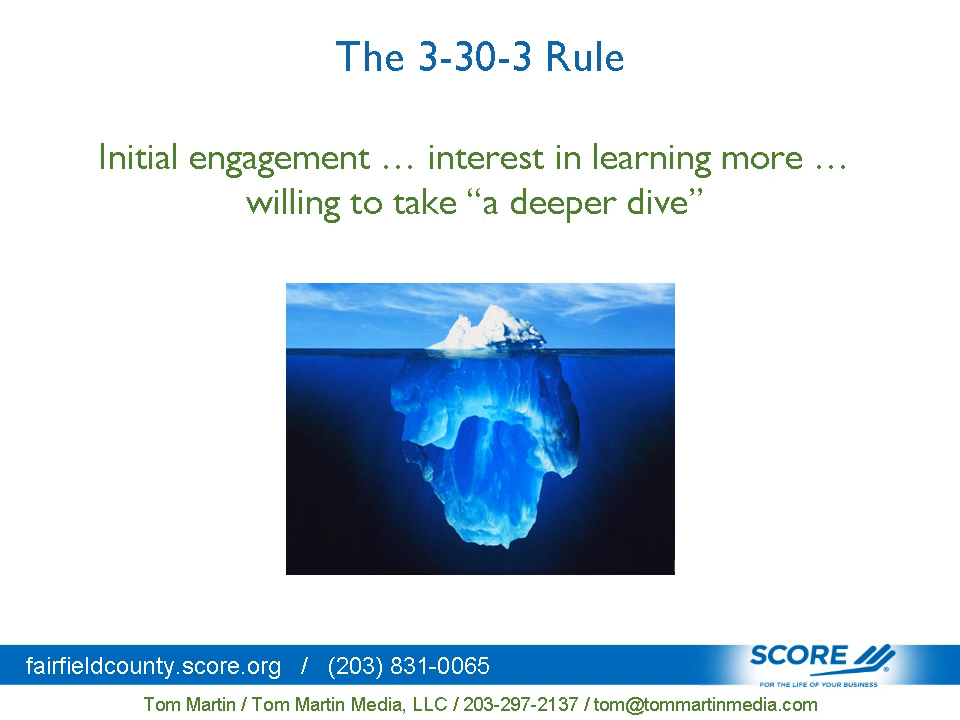 The 3-30-3 Rule
Initial engagement … interest in learning more …
willing to take “a deeper dive”
fairfieldcounty.score.org / (203) 831-0065
SCORE
®
FOR THE LIFE OF YOUR BUSINESS
Tom Martin / Tom Martin Media, LLC / 203-297-2137 / tom@tommartinmedia.com